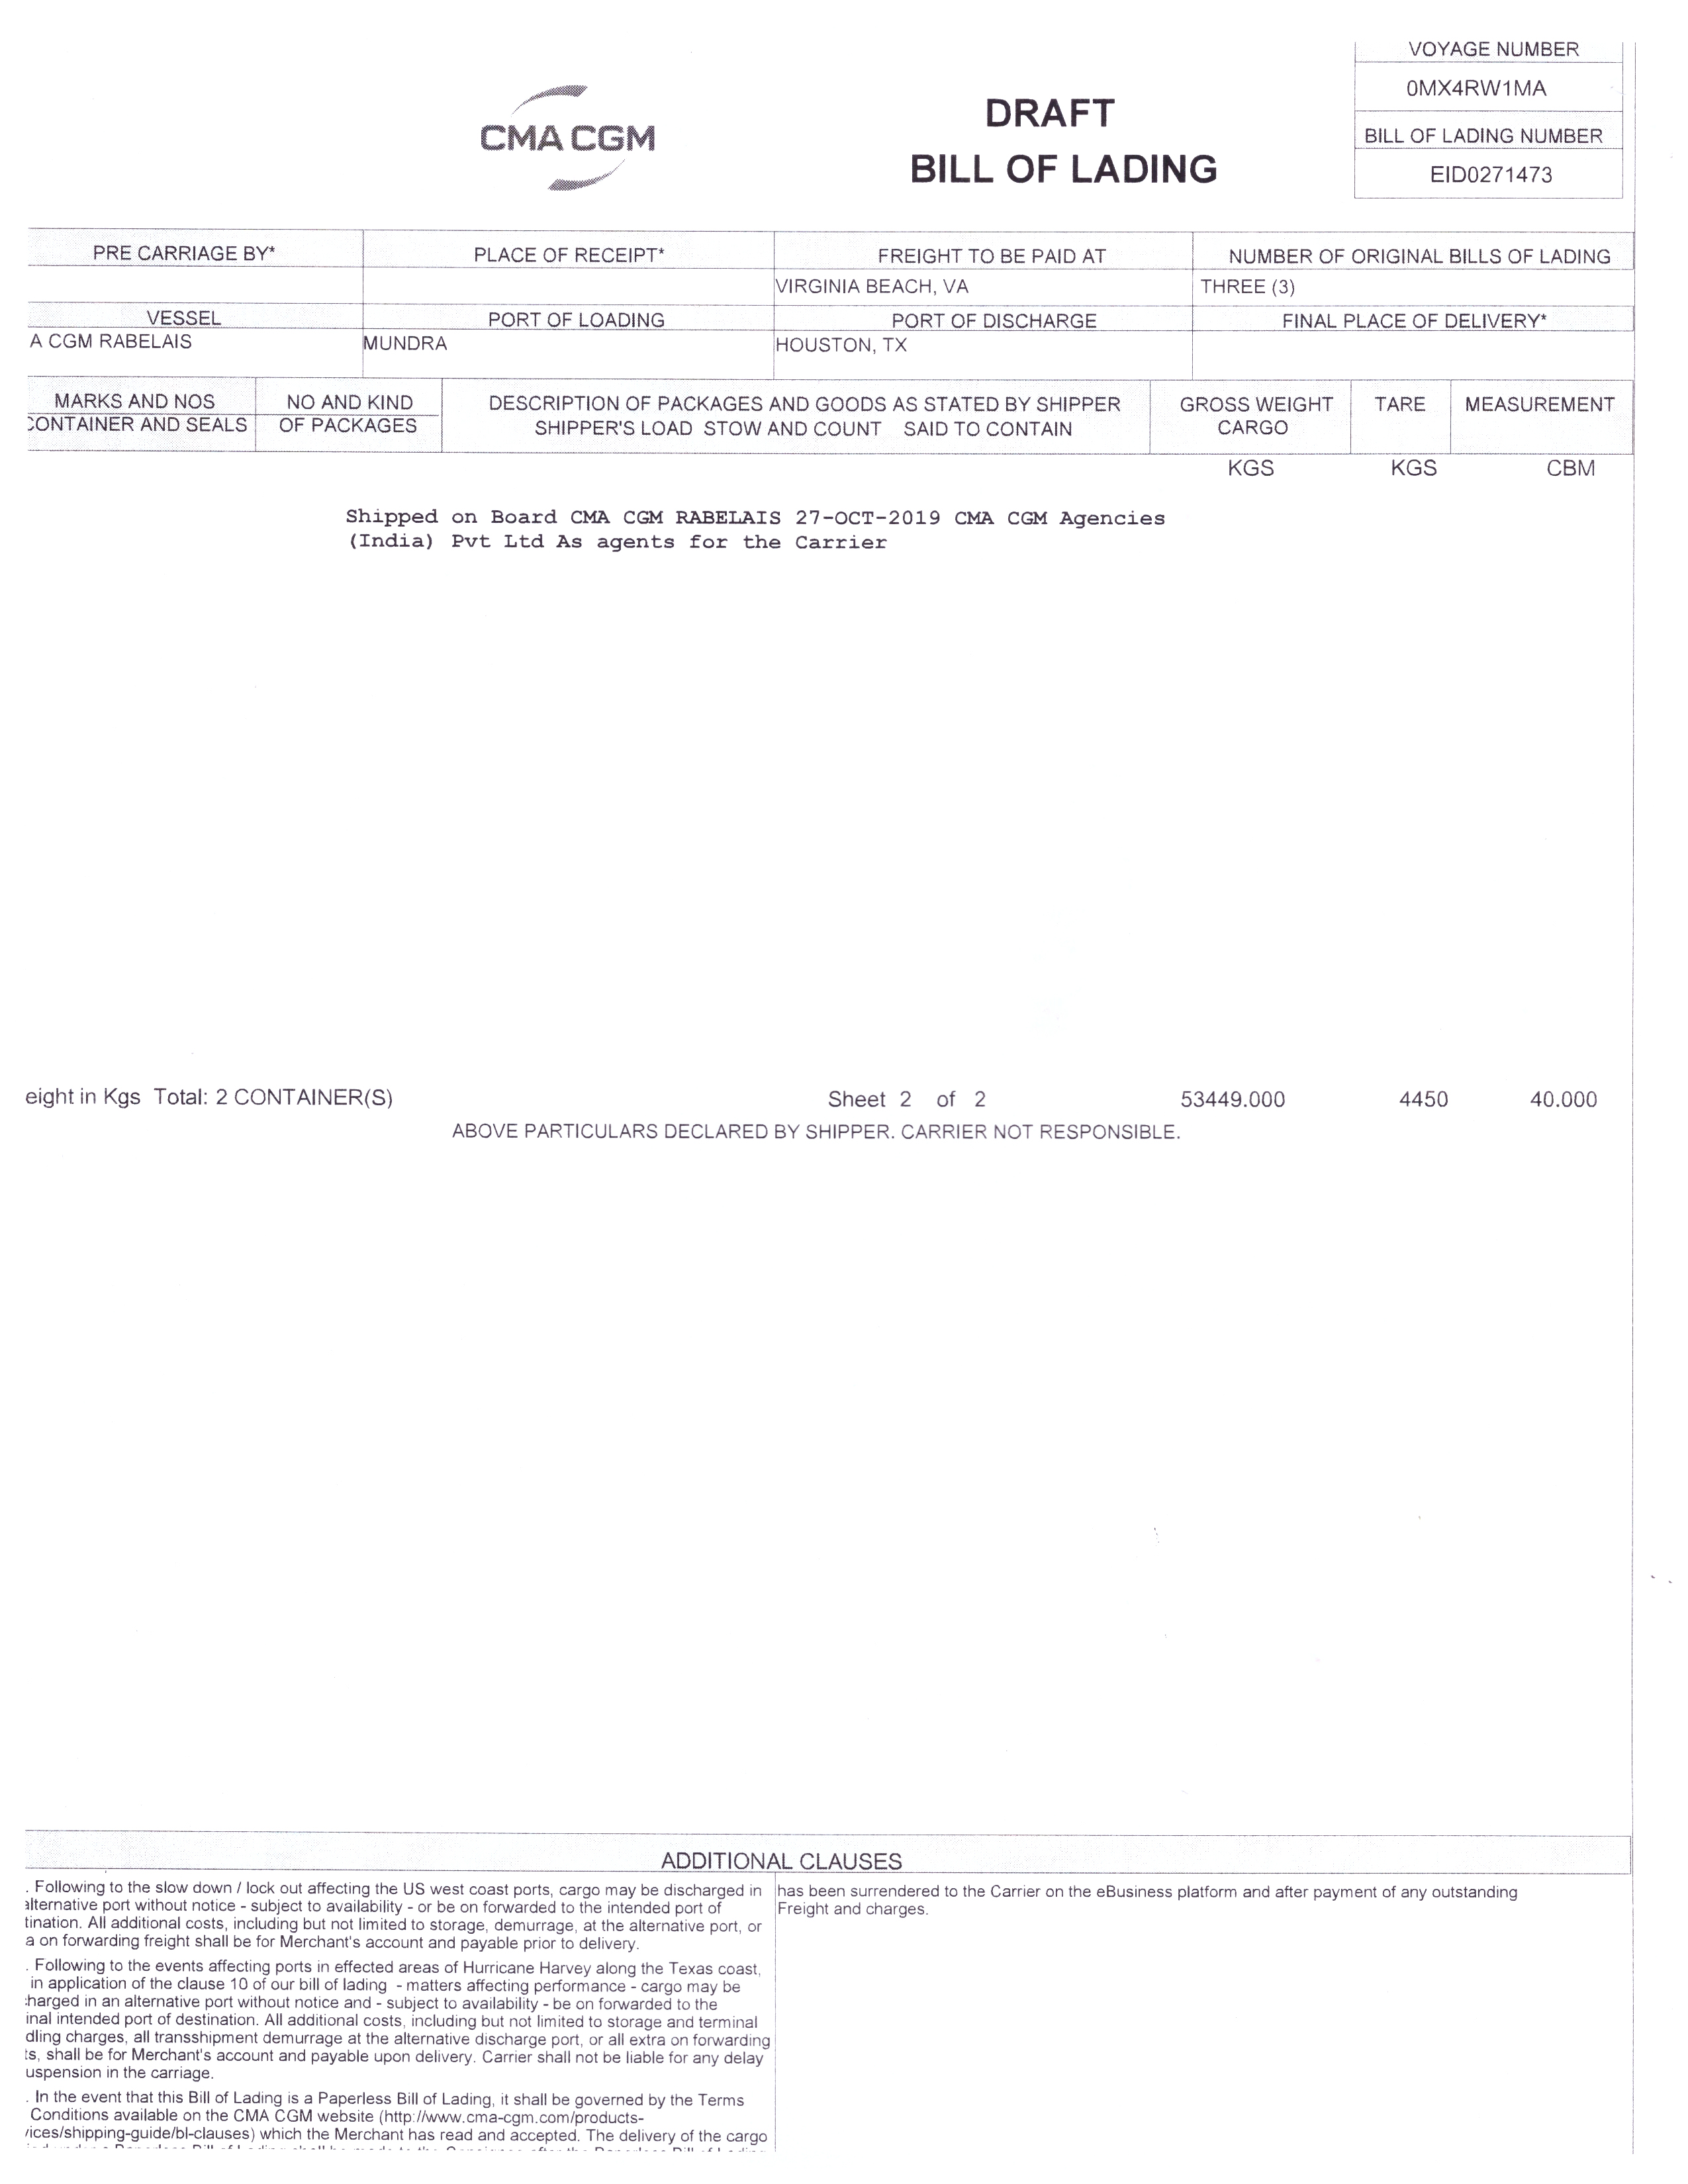 VOYAGE NUMBER
0MX4RW1MA
CMA CGM
DRAFT
BILL OF LADING
BILL OF LADING NUMBER
EID0271473
PRE CARRIAGE BY* PLACE OF RECEIPT* FREIGHT TO BE PAID AT NUMBER OF ORIGINAL BILLS OF LADING
VIRGINIA BEACH, VA THREE (3)
VESSEL PORT OF LOADING PORT OF DISCHARGE FINAL PLACE OF DELIVERY*
A CGM RABELAIS MUNDRA HOUSTON, TX
MARKS AND NOS NO AND KIND DESCRIPTION OF PACKAGES AND GOODS AS STATED BY SHIPPER GROSS WEIGHT TARE MEASUREMENT
CONTAINER AND SEALS OF PACKAGES SHIPPER'S LOAD STOW AND COUNT SAID TO CONTAIN CARGO
KGS KGS CBM
Shipped on Board CMA CGM RABELAIS 27-OCT-2019 CMA CGM Agencies
(India) Pvt Ltd As agents for the Carrier
eight in Kgs Total: 2 CONTAINER(S) Sheet 2 of 2 53449.000 4450 40.000
ABOVE PARTICULARS DECLARED BY SHIPPER. CARRIER NOT RESPONSIBLE.
ADDITIONAL CLAUSES
. Following to the slow down / lock out affecting the US west coast ports, cargo may be discharged in
alternative port without notice - subject to availability - or be on forwarded to the intended port of
tination. All additional costs, including but not limited to storage, demurrage, at the alternative port, or
a on forwarding freight shall be for Merchant's account and payable prior to delivery.
. Following to the events affecting ports in effected areas of Hurricane Harvey along the Texas coast,
in application of the clause 10 of our bill of lading - matters affecting performance - cargo may be
harged in an alternative port without notice and - subject to availability - be on forwarded to the
inal intended port of destination. All additional costs, including but not limited to storage and terminal
dling charges, all transshipment demurrage at the alternative discharge port, or all extra on forwarding
ts, shall be for Merchant's account and payable upon delivery. Carrier shall not be liable for any delay
uspension in the carriage.
. In the event that this Bill of Lading is a Paperless Bill of Lading, it shall be governed by the Terms
Conditions available on the CMA CGM website (http://www.cma-cgm.com/products-
vices/shipping-guide/bl-clauses) which the Merchant has read and accepted. The delivery of the cargo
has been surrendered to the Carrier on the eBusiness platform and after payment of any outstanding
Freight and charges.